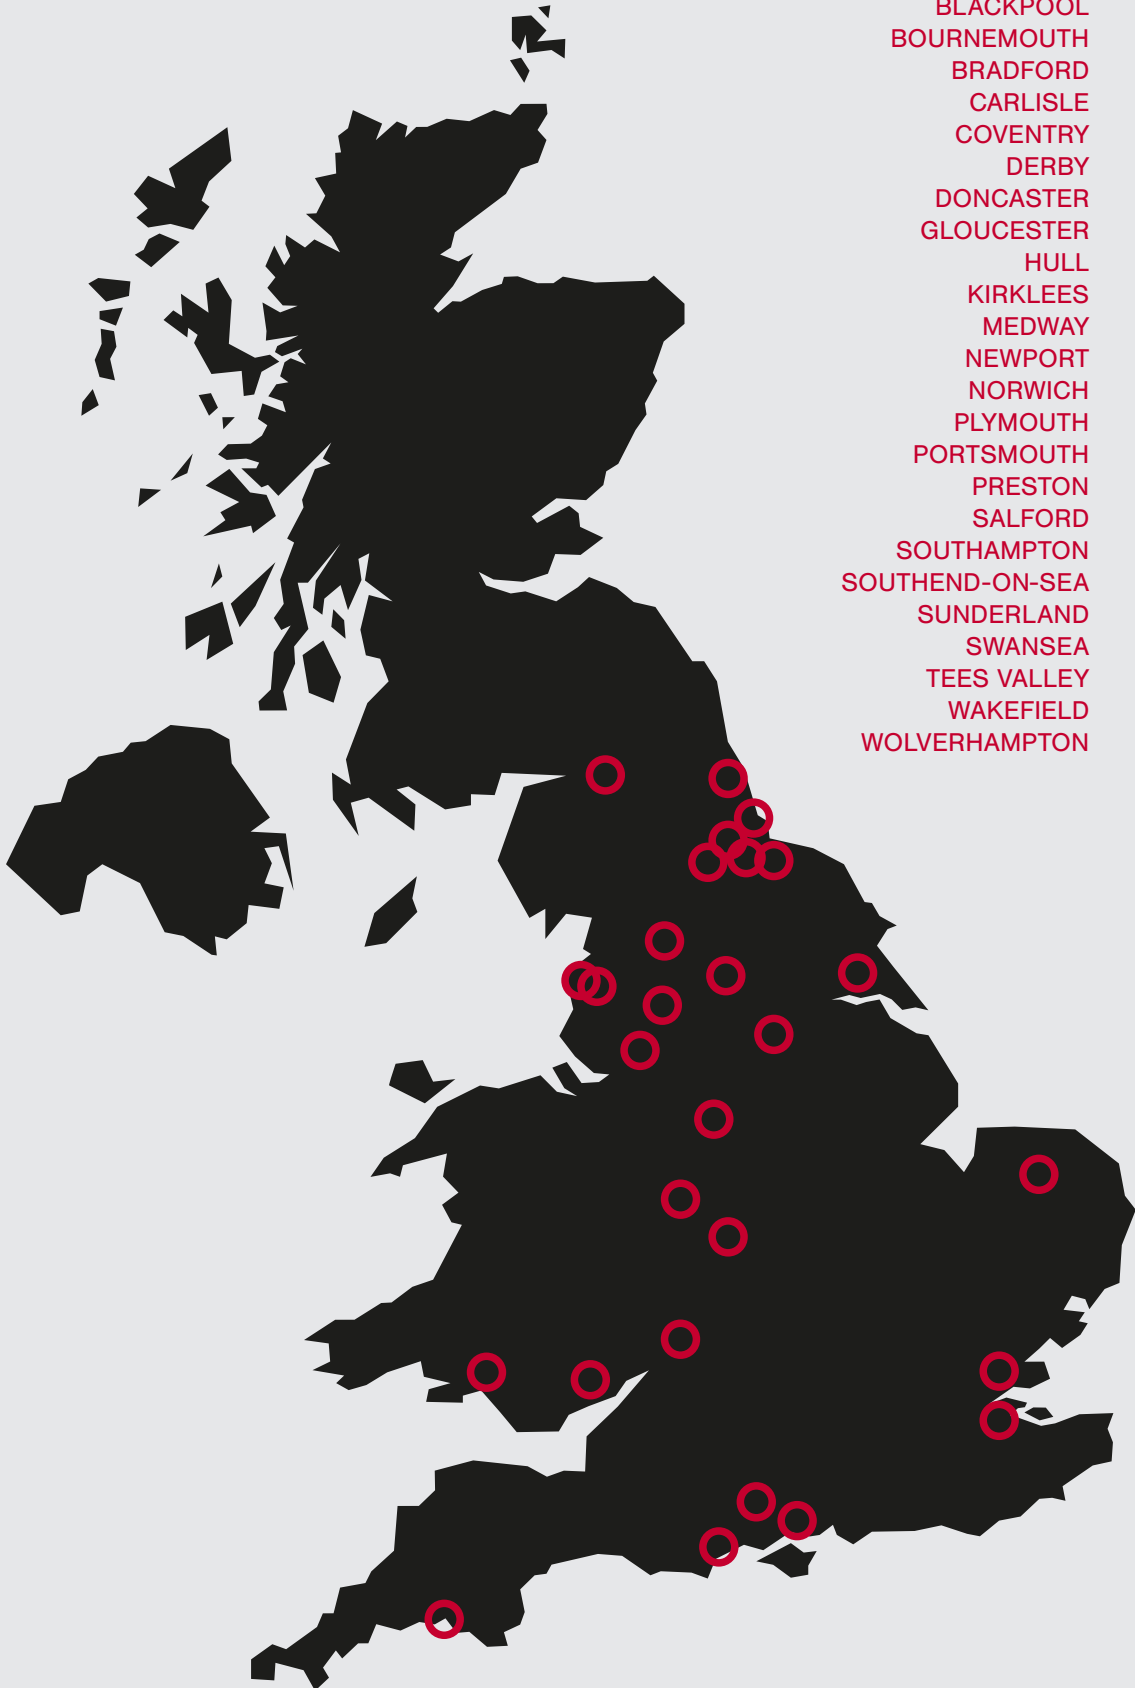 BLACKPOOL
BOURNEMOUTH
BRADFORD
CARLISLE
COVENTRY
DERBY
DONCASTER
GLOUCESTER
HULL
KIRKLEES
MEDWAY
NEWPORT
NORWICH
PLYMOUTH
PORTSMOUTH
PRESTON
SALFORD
SOUTHAMPTON
SOUTHEND-ON-SEA
SUNDERLAND
SWANSEA
TEES VALLEY
WAKEFIELD
WOLVERHAMPTON